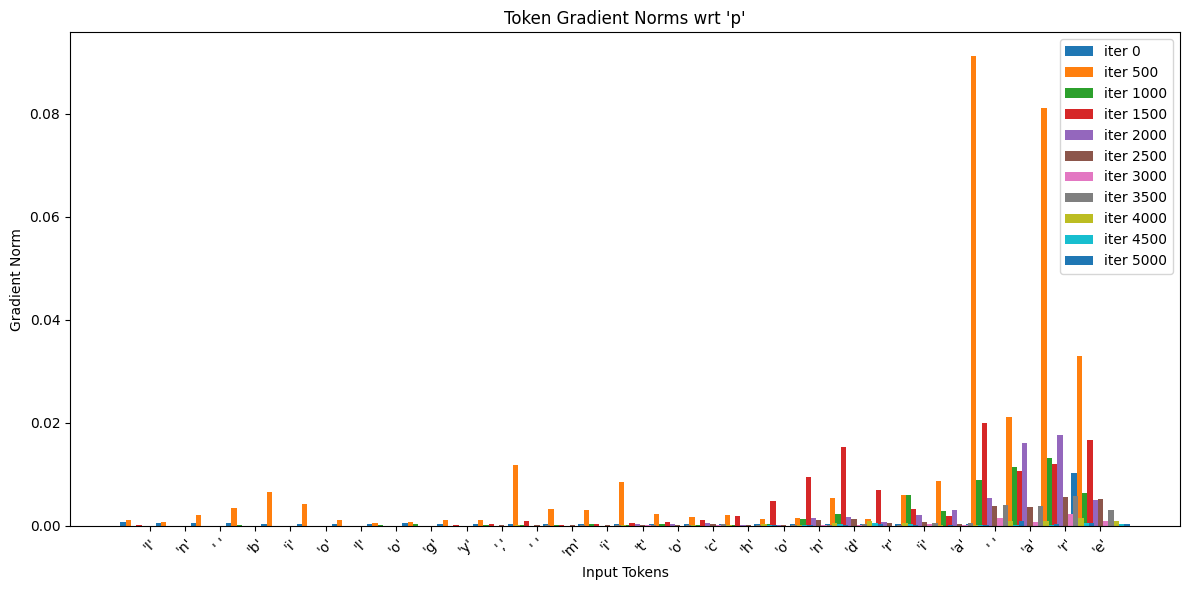 Token Gradient Norms wrt 'p'
Gradient Norm
0.08
0.06
0.04
0.02
0.00
iter 0
iter 500
iter 1000
iter 1500
iter 2000
iter 2500
iter 3000
iter 3500
iter 4000
iter 4500
iter 5000
'I' 'n' ' ' 'b' 'i' 'o' 'l' 'o' 'g' 'y' ',' ' ' 'm' 'i' 't' 'o' 'c' 'h' 'o' 'n' 'd' 'r' 'i' 'a' ' ' 'a' 'r' 'e'
Input Tokens